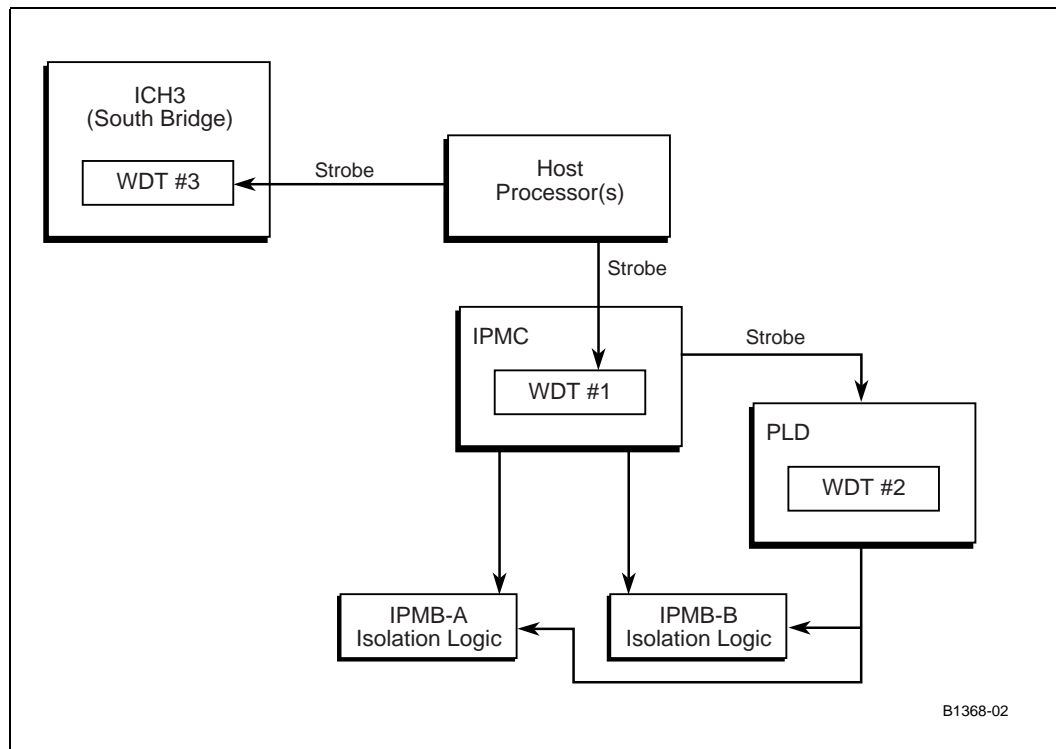 ICH3
(South Bridge)
WDT #3
Strobe
Host
Processor(s)
Strobe
IPMC
WDT #1
Strobe
PLD
WDT #2
IPMB-A
Isolation Logic
IPMB-B
Isolation Logic
B1368-02